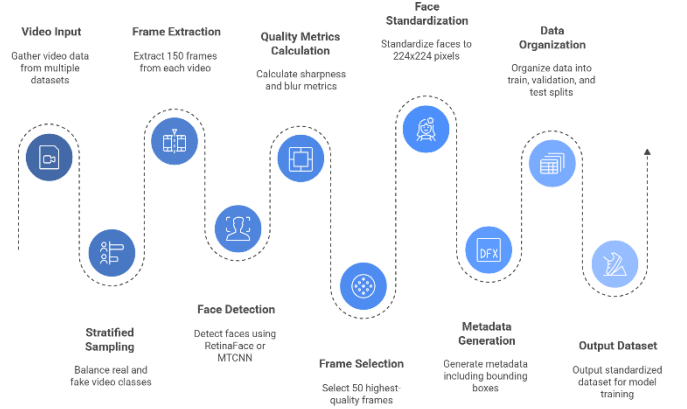 Video Input
Gather video data
from multiple
datasets
Stratified
Sampling
Balance real and
fake video classes
Frame Extraction
Extract 150 frames
from each video
Face Detection
Detect faces using
RetinaFace or
MTCNN
Quality Metrics
Calculation
Calculate sharpness
and blur metrics
Frame Selection
Select 50 highest-
quality frames
Face
Standardization
Standardize faces to
224x224 pixels
DFX
Metadata
Generation
Generate metadata
including bounding
boxes
Data
Organization
Organize data into
train, validation, and
test splits
Output Dataset
Output standardized
dataset for model
training